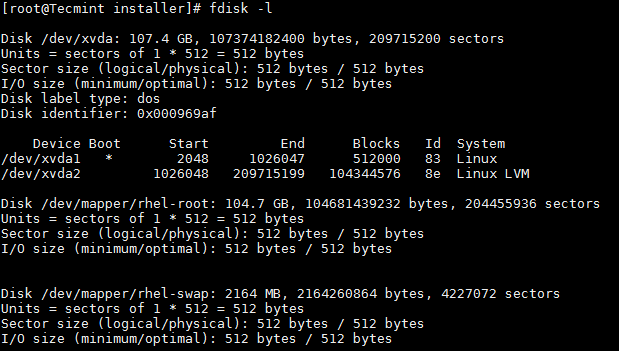 [root@Tecmint installer]# fdisk -l
Disk /dev/xvda: 107.4 GB, 107374182400 bytes, 209715200 sectors
Units = sectors of 1 * 512 = 512 bytes
Sector size (logical/physical): 512 bytes / 512 bytes
I/O size (minimum/optimal): 512 bytes / 512 bytes
Disk label type: dos
Disk identifier: 0x000969af
Device Boot Start End Blocks Id System
/dev/xvda1 * 2048 1026047 512000 83 Linux
/dev/xvda2 1026048 209715199 104344576 8e Linux LVM
Disk /dev/mapper/rhel-root: 104.7 GB, 104681439232 bytes, 204455936 sectors
Units = sectors of 1 * 512 = 512 bytes
Sector size (logical/physical): 512 bytes / 512 bytes
I/O size (minimum/optimal): 512 bytes / 512 bytes
Disk /dev/mapper/rhel-swap: 2164 MB, 2164260864 bytes, 4227072 sectors
Units = sectors of 1 * 512 = 512 bytes
Sector size (logical/physical): 512 bytes / 512 bytes
I/O size (minimum/optimal): 512 bytes / 512 bytes